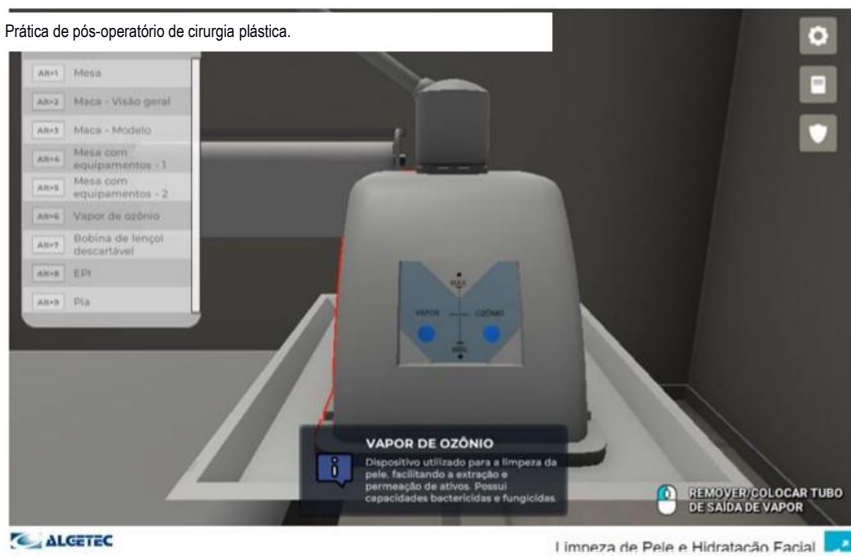 Prática de pós-operatório de cirurgia plástica.
Alt+1 Mesa
Alt+2 Maca - Visão geral
Alt+3 Maca - Modelo
Alt+4 Mesa com
equipamentos - 1
Alt+5 Mesa com
equipamentos - 2
Alt+6 Vapor de ozônio
Alt+7 Bobina de lençol
descartável
Alt+8 EPI
Alt+9 Pia
MAX
VAPOR OZÔNIO
MIN
VAPOR DE OZÔNIO
Dispositivo utilizado para a limpeza da
pele, facilitando a extração e
permeação de ativos. Possui
capacidades bactericidas e fungicidas.
REMOVER/COLOCAR TUBO
DE SAÍDA DE VAPOR
ALGETEC
Limpeza de Pele e Hidratação Facial